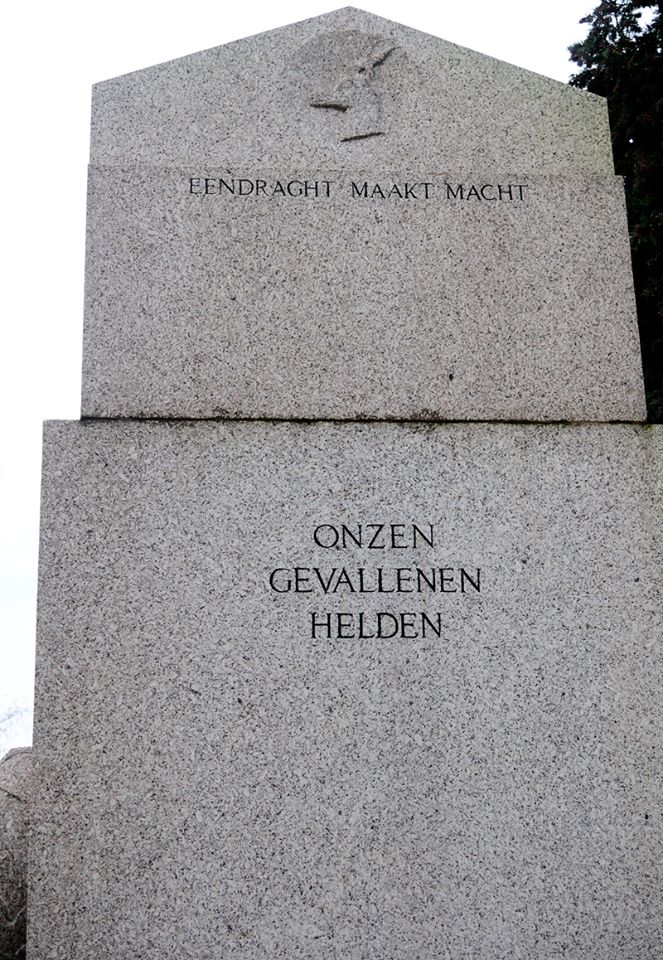 EENDRAGHT MAAKT MACHT
ONZEN
GEVALLENEN
HELDEN